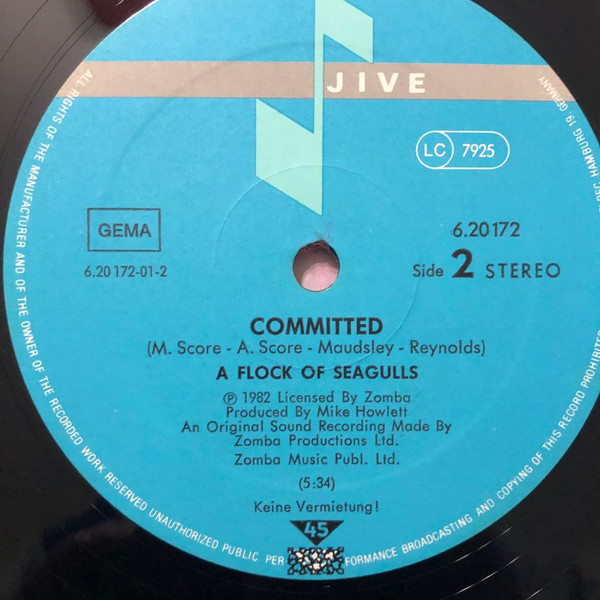 JIVE
LC 7925
GEMA
6.20172
6.20172-01-2
Side 2 STEREO
COMMITTED
(M. Score - A. Score - Maudsley - Reynolds)
A FLOCK OF SEAGULLS
℗ 1982 Licensed By Zomba
Produced By Mike Howlett
An Original Sound Recording Made By
Zomba Productions Ltd.
Zomba Music Publ. Ltd.
(5:34)
Keine Vermietung!
45
ALL RIGHTS OF THE MANUFACTURER AND OF THE OWNER OF THE RECORDED WORK RESERVED UNAUTHORIZED PUBLIC PERFORMANCE BROADCASTING AND COPYING OF THIS RECORD PROHIBITED
HAMBURG 19, GERMANY